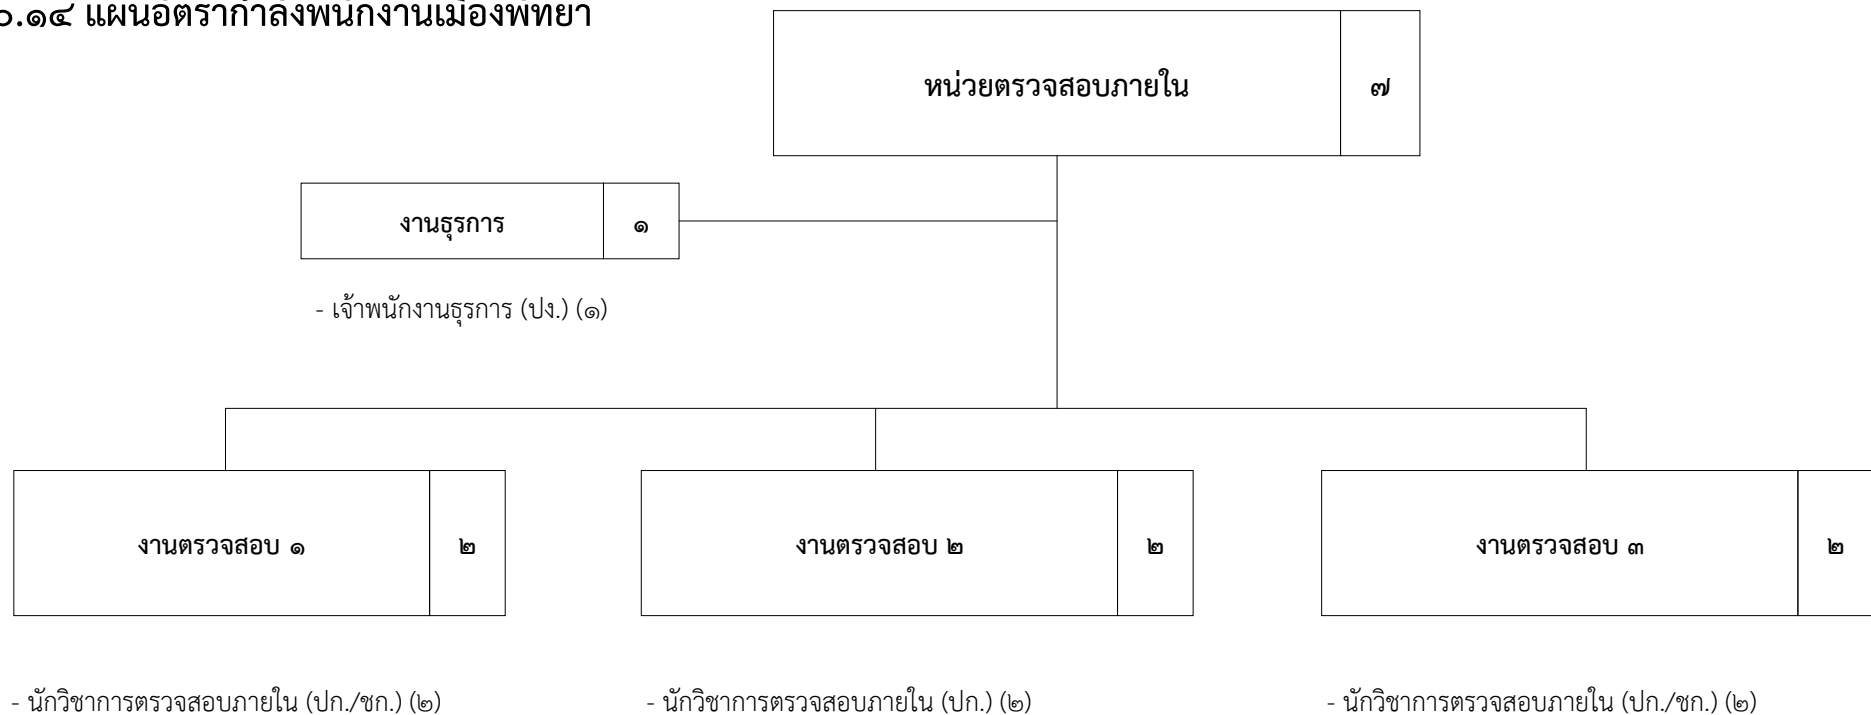 ๐.๑๔ แผนอัตรากำลังพนักงานเมืองพัทยา
หน่วยตรวจสอบภายใน ๗
งานธุรการ ๑
- เจ้าพนักงานธุรการ (ปง.) (๑)
งานตรวจสอบ ๑ ๒ งานตรวจสอบ ๒ ๒ งานตรวจสอบ ๓ ๒
- นักวิชาการตรวจสอบภายใน (ปก./ชก.) (๒) - นักวิชาการตรวจสอบภายใน (ปก.) (๒) - นักวิชาการตรวจสอบภายใน (ปก./ชก.) (๒)